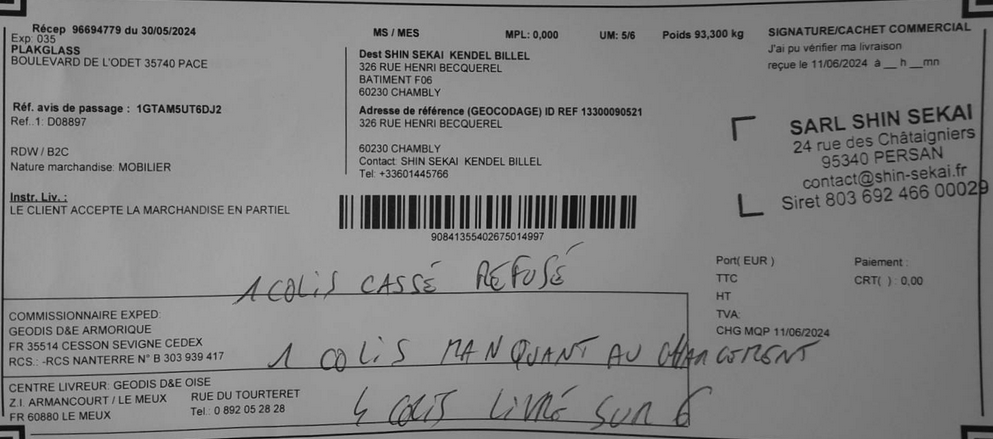 Récep 96694779 du 30/05/2024
Exp: 035
PLAKGLASS
BOULEVARD DE L'ODET 35740 PACE
Réf. avis de passage : 1GTAM5UT6DJ2
Ref..1: D08897
RDW / B2C
Nature marchandise: MOBILIER
Instr. Liv. :
LE CLIENT ACCEPTE LA MARCHANDISE EN PARTIEL
MS / MES MPL: 0,000 UM: 5/6 Poids 93,300 kg
Dest SHIN SEKAI KENDEL BILLEL
326 RUE HENRI BECQUEREL
BATIMENT F06
60230 CHAMBLY
Adresse de référence (GEOCODAGE) ID REF 13300090521
326 RUE HENRI BECQUEREL
60230 CHAMBLY
Contact: SHIN SEKAI KENDEL BILLEL
Tel: +33601445766
90841355402675014997
SIGNATURE/CACHET COMMERCIAL
J'ai pu vérifier ma livraison
reçue le 11/06/2024 à __ h __mn
SARL SHIN SEKAI
24 rue des Châtaigniers
95340 PERSAN
contact@shin-sekai.fr
Siret 803 692 466 00029
Port( EUR ) Paiement :
TTC CRT( ) : 0,00
HT
TVA:
CHG MQP 11/06/2024
1 COLIS CASSÉ REFUSÉ
1 COLIS MANQUANT AU CHARGEMENT
4 COLIS LIVRÉ SUR 6
COMMISSIONNAIRE EXPED:
GEODIS D&E ARMORIQUE
FR 35514 CESSON SEVIGNE CEDEX
RCS.: -RCS NANTERRE N° B 303 939 417
CENTRE LIVREUR: GEODIS D&E OISE
Z.I. ARMANCOURT / LE MEUX RUE DU TOURTERET
FR 60880 LE MEUX Tel.: 0 892 05 28 28